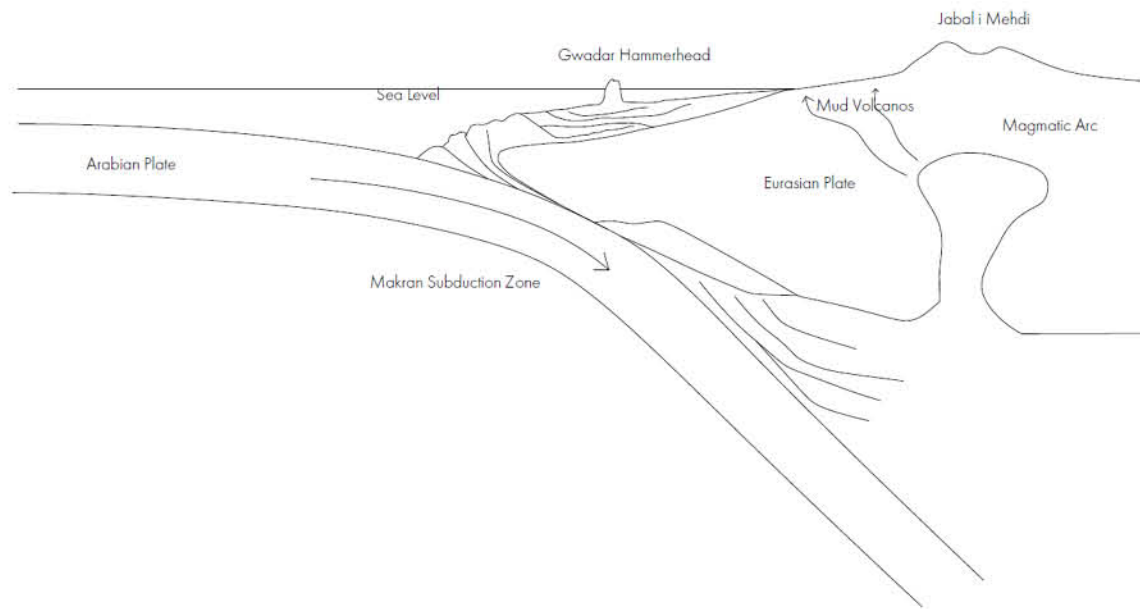 Jabal i Mehdi
Gwadar Hammerhead
Sea Level
Mud Volcanos
Magmatic Arc
Arabian Plate
Eurasian Plate
Makran Subduction Zone